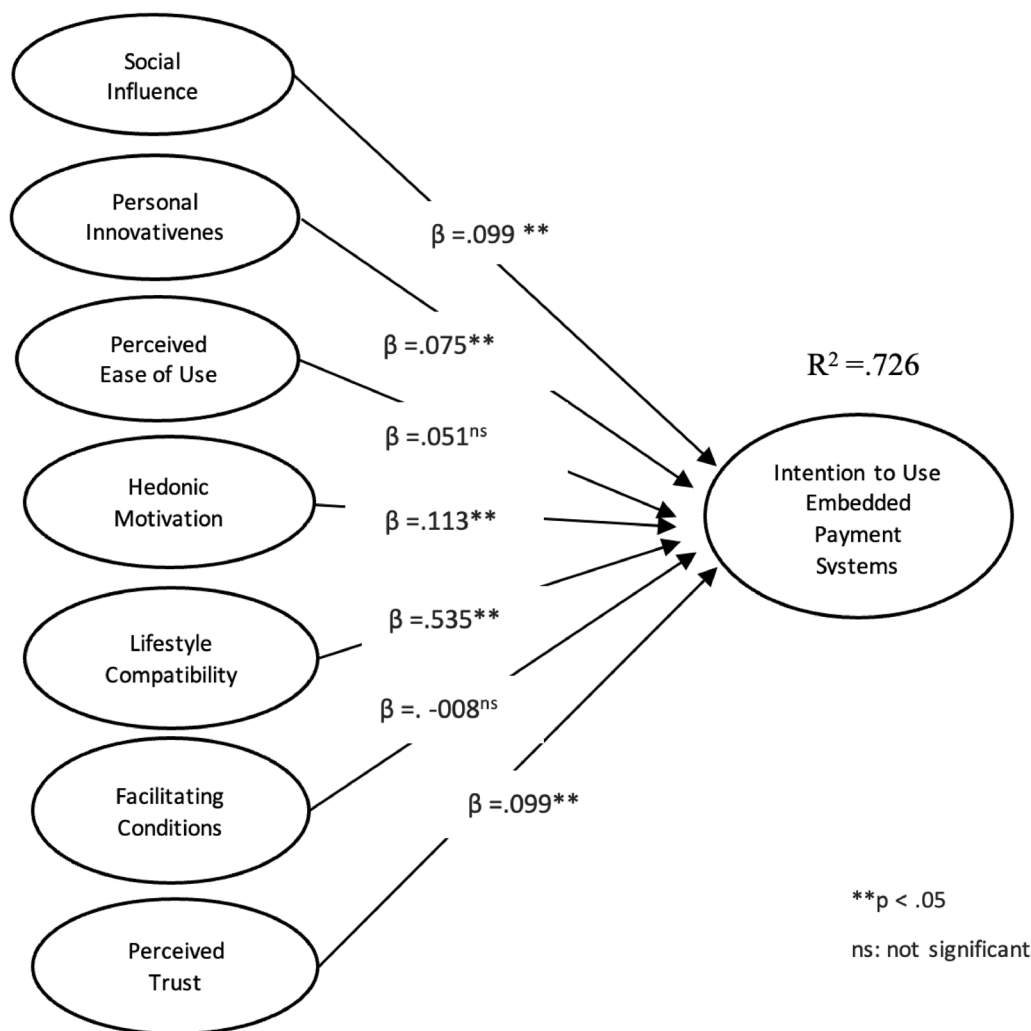 Social
Influence
Personal
Innovativenes
β =.099 **
Perceived
Ease of Use
β =.075**
R² =.726
β =.051ⁿˢ
Hedonic
Motivation
β =.113**
Intention to Use
Embedded
Payment
Systems
Lifestyle
Compatibility
β =.535**
β =. -008ⁿˢ
Facilitating
Conditions
β =.099**
Perceived
Trust
**p < .05
ns: not significant